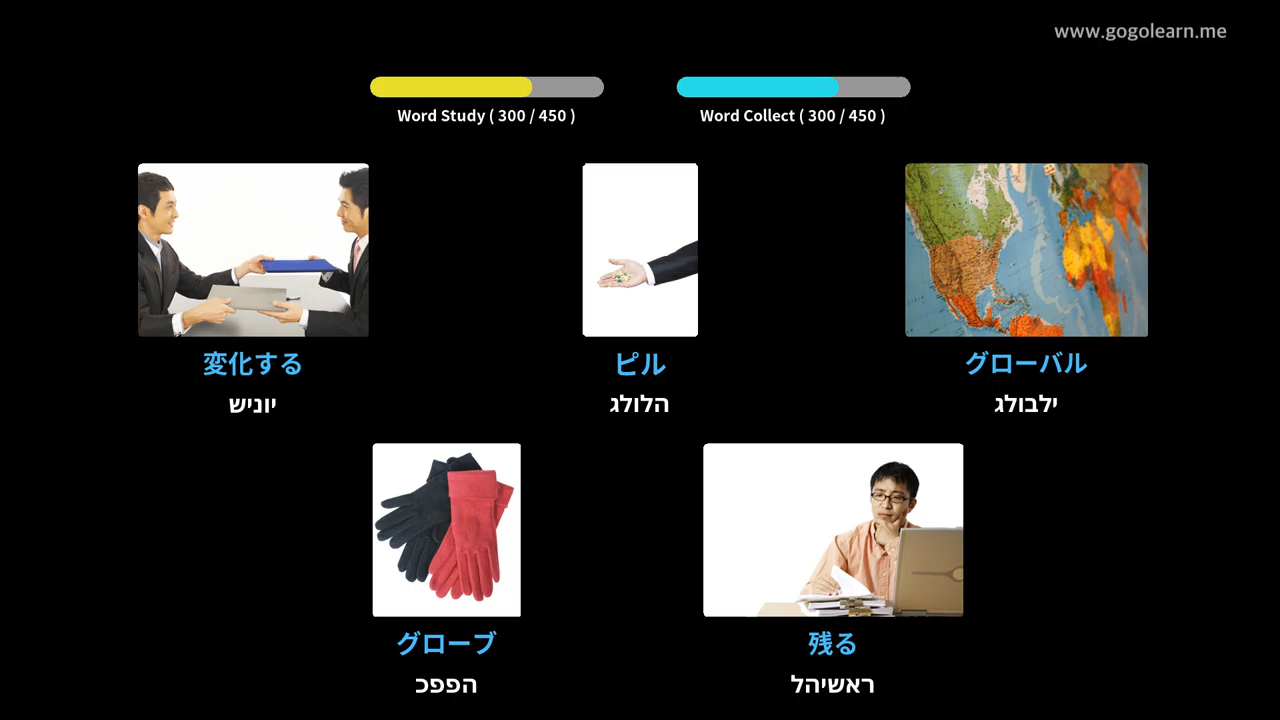 www.gogolearn.me
Word Study ( 300 / 450 )
Word Collect ( 300 / 450 )
変化する
ピル
グローバル
יוניש
הלולג
ילבולג
グローブ
残る
הפפכ
ראשיהל